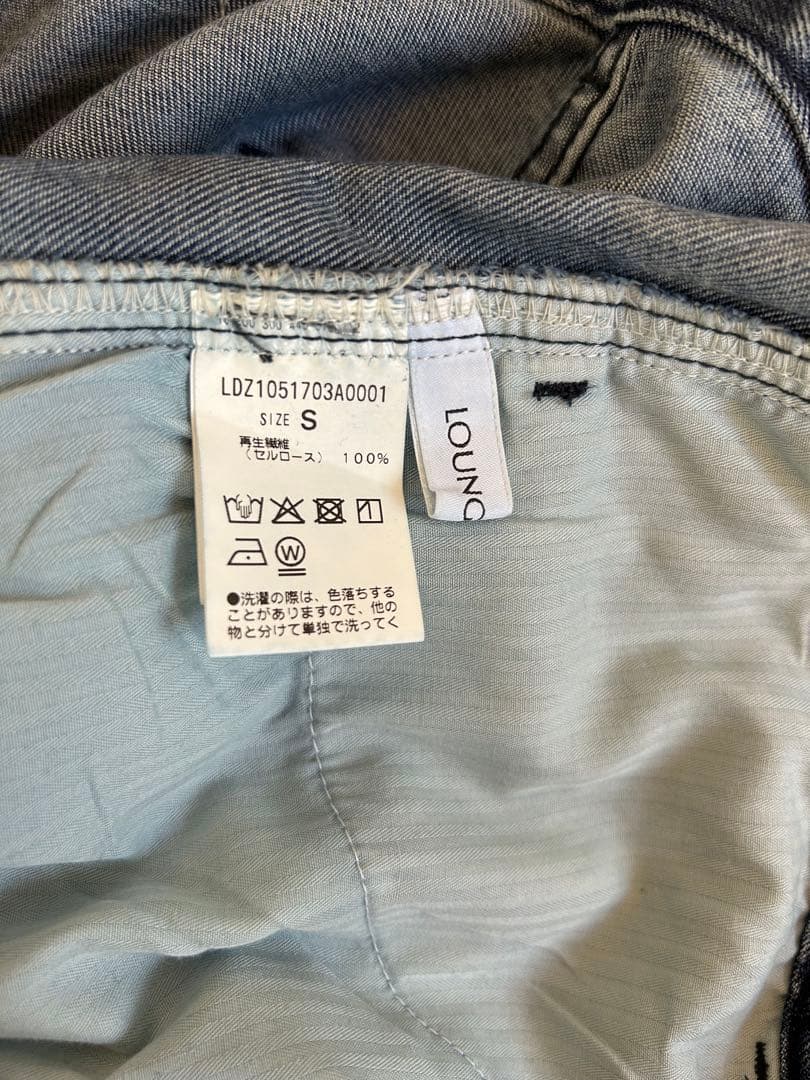 LDZ1051703A0001
SIZE S
再生繊維
(セルロース) 100%
W
●洗濯の際は、色落ちする
ことがありますので、他の
物と分けて単独で洗ってく
LOUNG